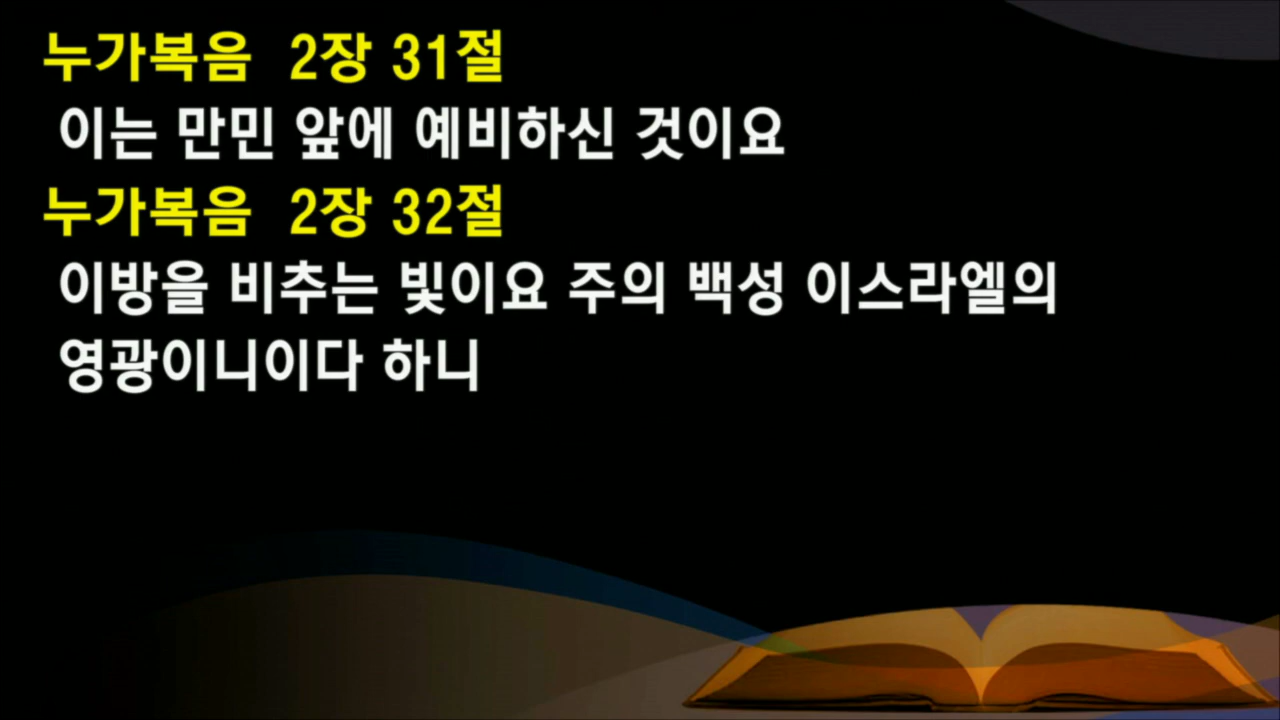 누가복음 2장 31절
이는 만민 앞에 예비하신 것이요
누가복음 2장 32절
이방을 비추는 빛이요 주의 백성 이스라엘의
영광이니이다 하니